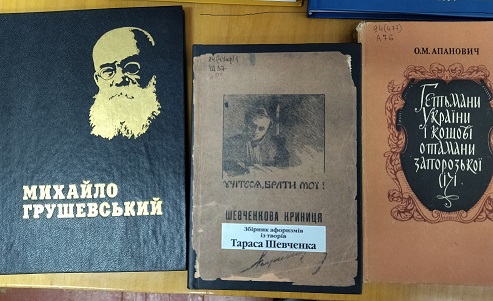 МИХАЙЛО
ГРУШЕВСЬКИЙ
УЧІТЕСЯ, БРАТИ МОЇ!
ШЕВЧЕНКОВА КРИНИЦЯ
Збірник афоризмів
із творів
Тараса Шевченка
О. М. АПАНОВИЧ
Гетьмани
України
і кошові
отамани
запорозької
Січі